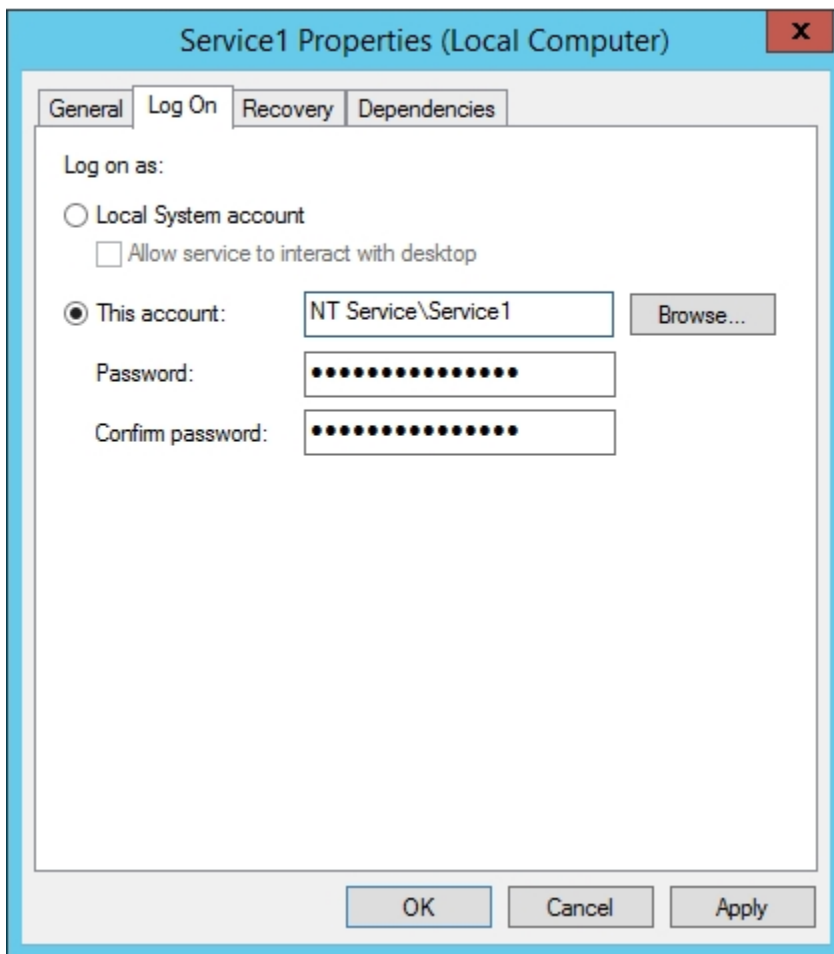 Service1 Properties (Local Computer)
x
General Log On Recovery Dependencies
Log on as:
Local System account
Allow service to interact with desktop
This account: NT Service\Service1 Browse...
Password: •••••••••••••••
Confirm password: •••••••••••••••
OK Cancel Apply